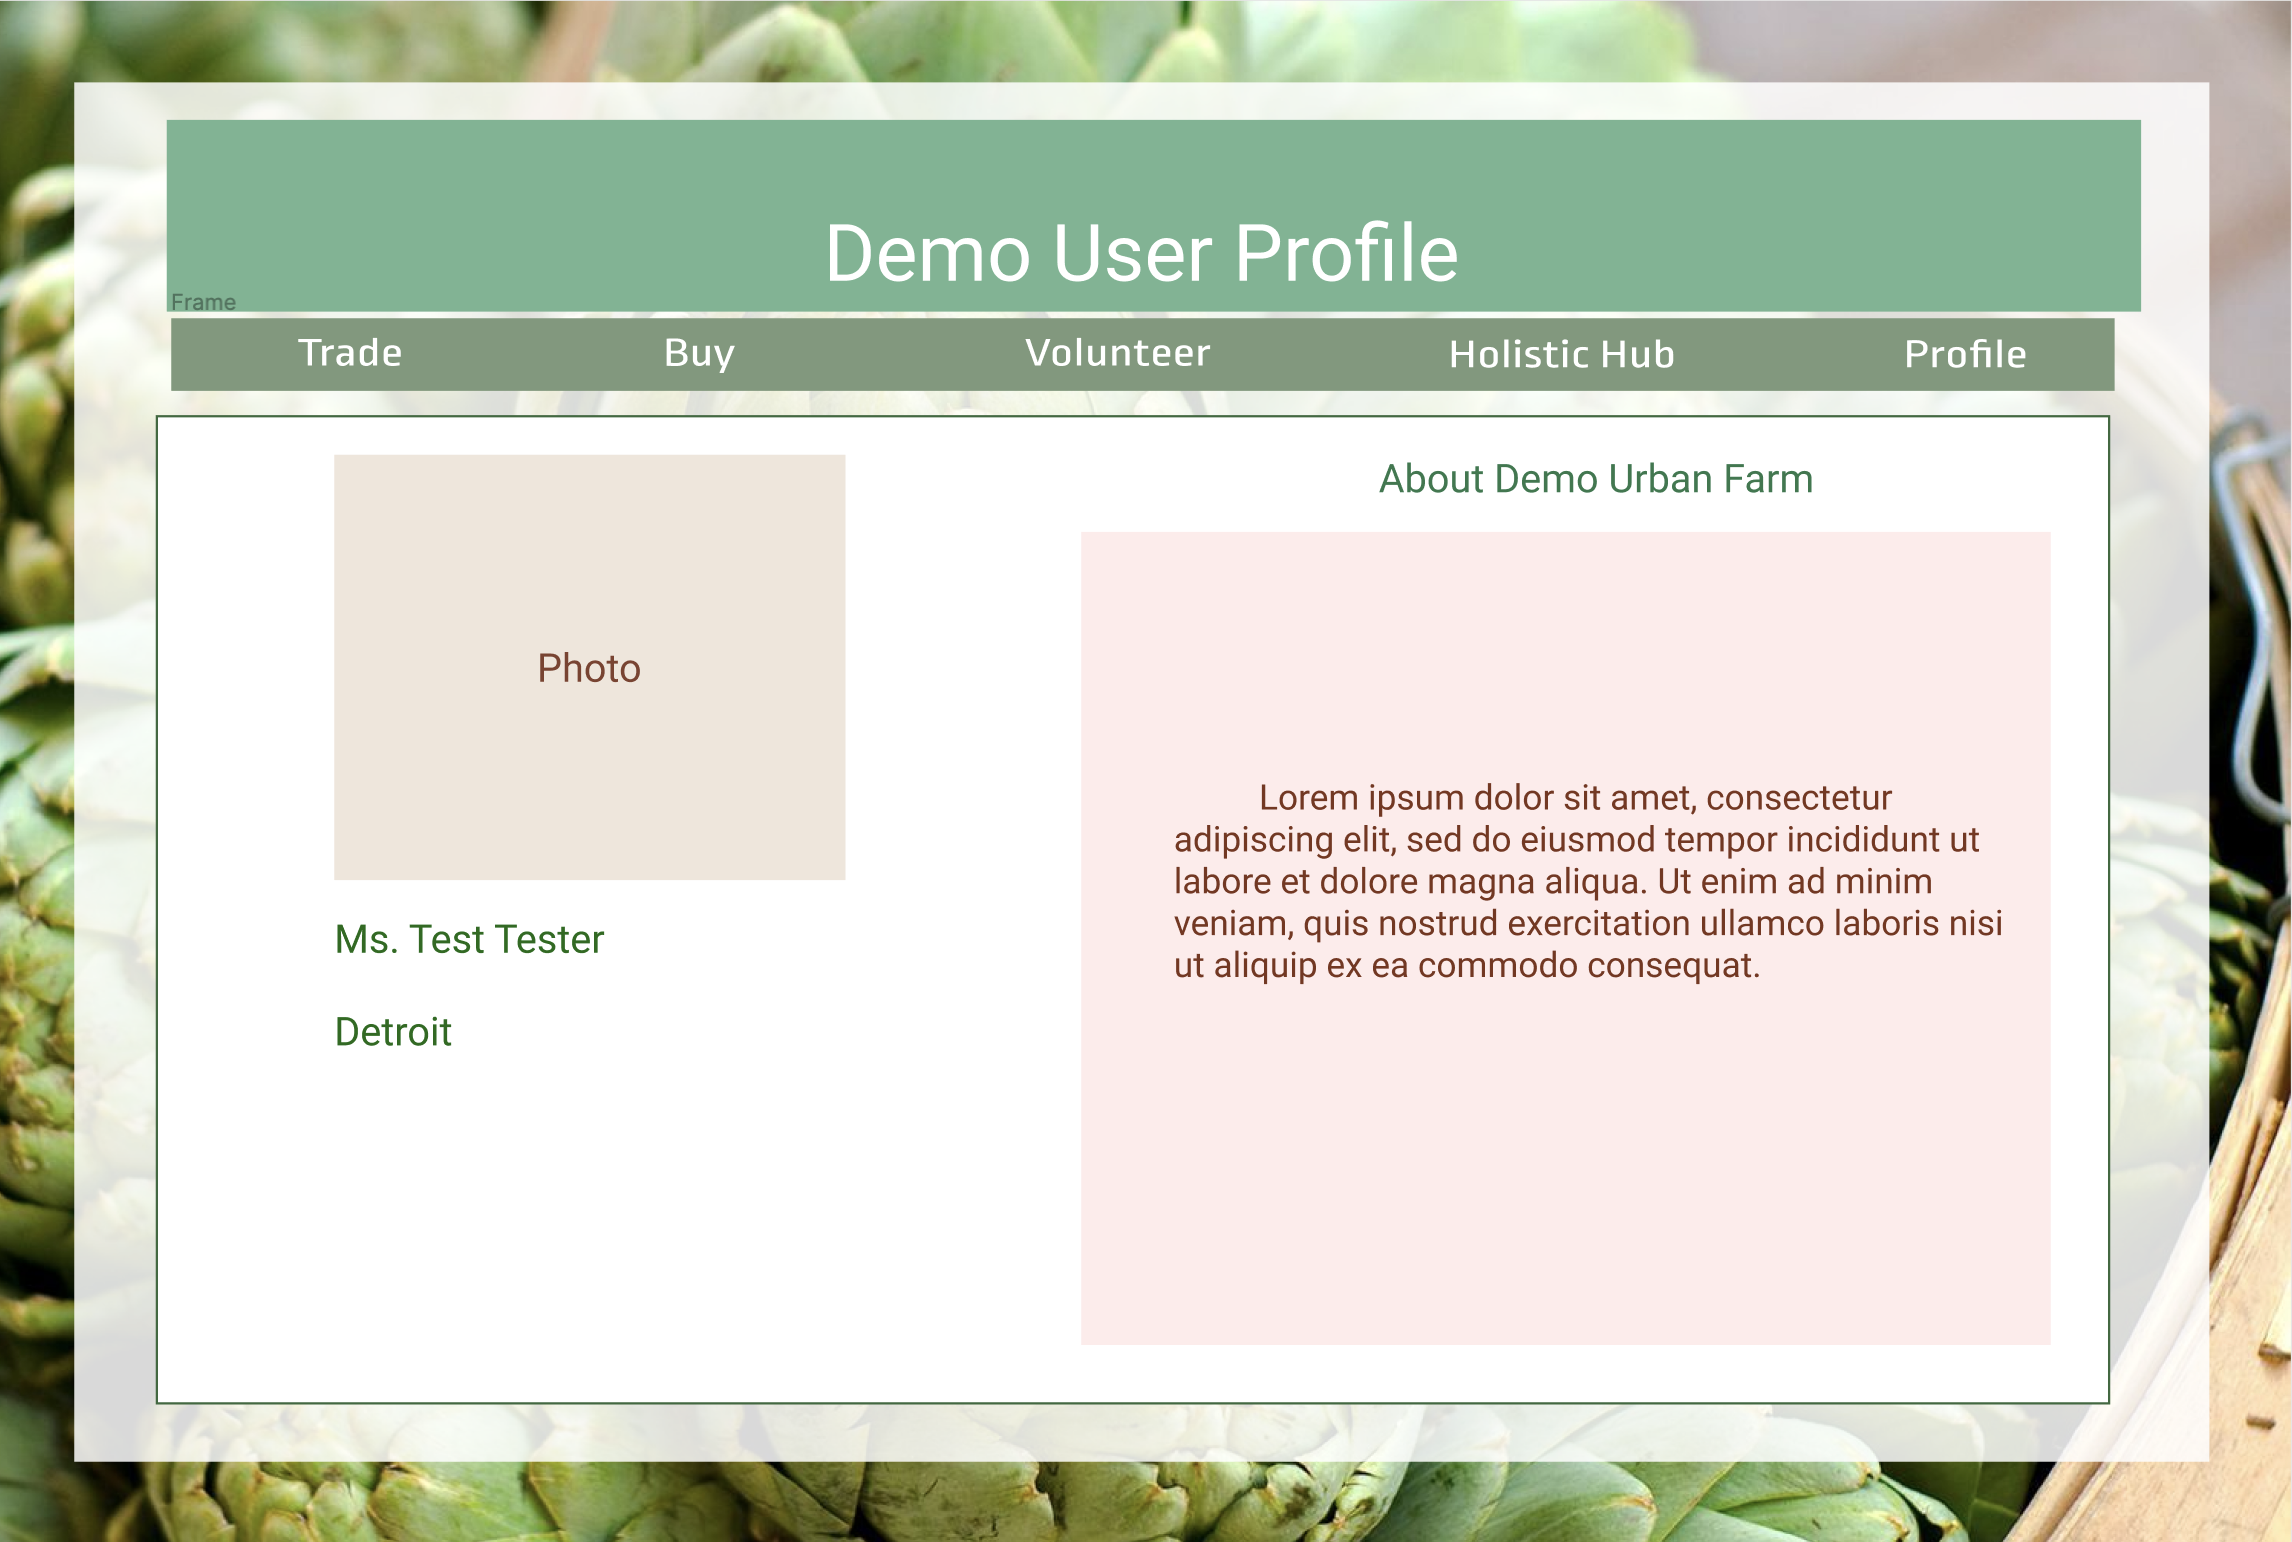 Demo User Profile
Frame
Trade Buy Volunteer Holistic Hub Profile
Photo
Ms. Test Tester
Detroit
About Demo Urban Farm
Lorem ipsum dolor sit amet, consectetur
adipiscing elit, sed do eiusmod tempor incididunt ut
labore et dolore magna aliqua. Ut enim ad minim
veniam, quis nostrud exercitation ullamco laboris nisi
ut aliquip ex ea commodo consequat.